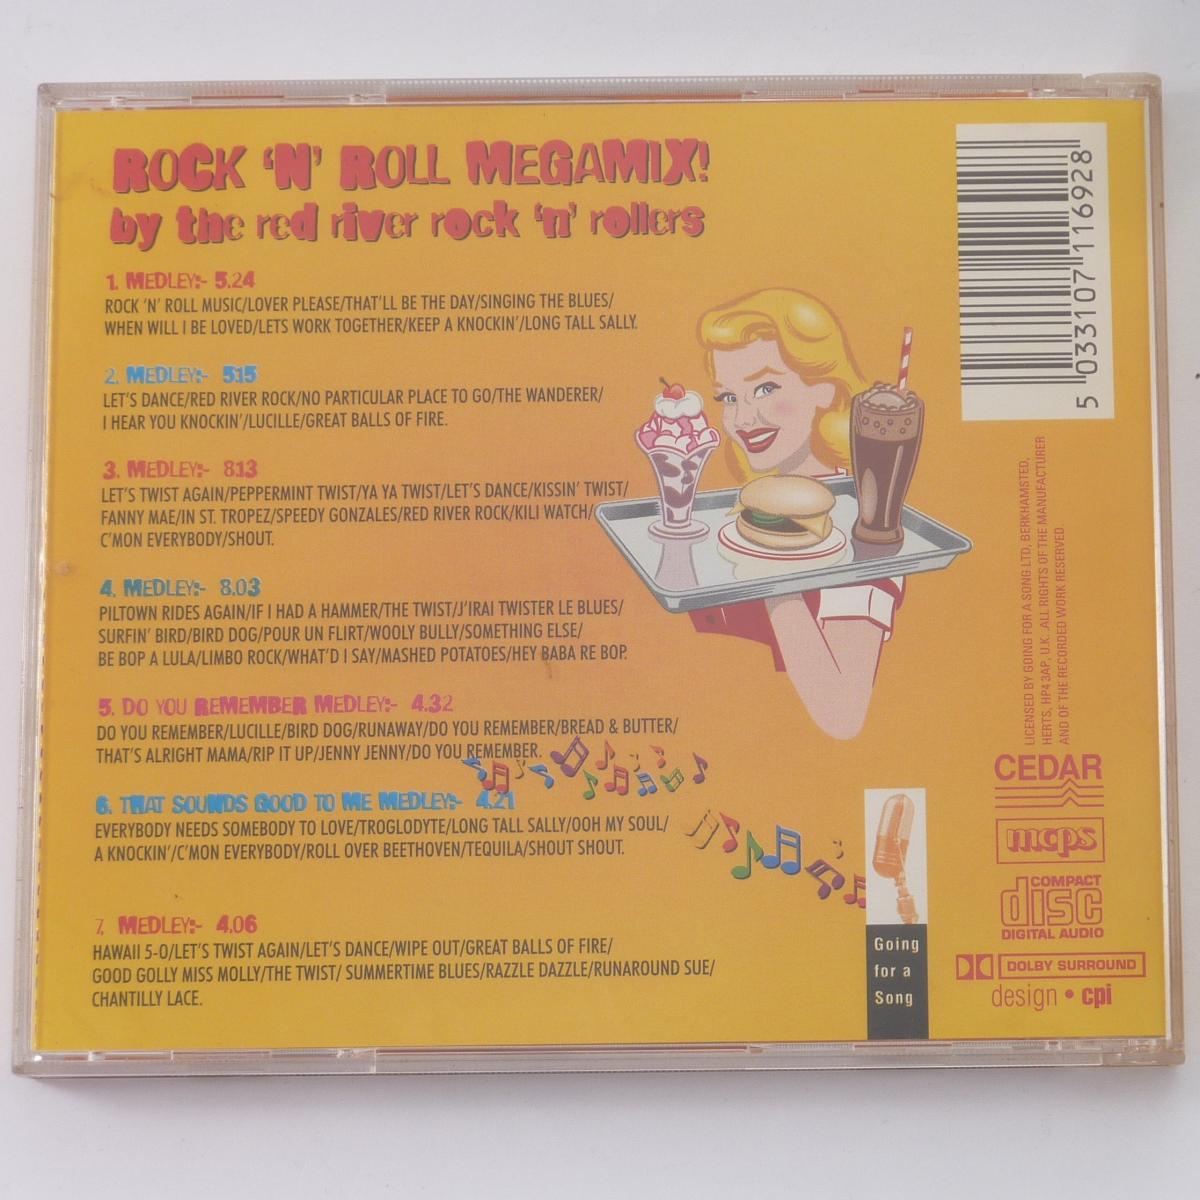 ROCK 'N' ROLL MEGAMIX!
by the red river rock 'n' rollers
1. MEDLEY:- 5.24
ROCK 'N' ROLL MUSIC/LOVER PLEASE/THAT'LL BE THE DAY/SINGING THE BLUES/
WHEN WILL I BE LOVED/LETS WORK TOGETHER/KEEP A KNOCKIN'/LONG TALL SALLY.
2. MEDLEY:- 5.15
LET'S DANCE/RED RIVER ROCK/NO PARTICULAR PLACE TO GO/THE WANDERER/
I HEAR YOU KNOCKIN'/LUCILLE/GREAT BALLS OF FIRE.
3. MEDLEY:- 8.13
LET'S TWIST AGAIN/PEPPERMINT TWIST/YA YA TWIST/LET'S DANCE/KISSIN' TWIST/
FANNY MAE/IN ST. TROPEZ/SPEEDY GONZALES/RED RIVER ROCK/KILI WATCH/
C'MON EVERYBODY/SHOUT.
4. MEDLEY:- 8.03
PILTOWN RIDES AGAIN/IF I HAD A HAMMER/THE TWIST/J'IRAI TWISTER LE BLUES/
SURFIN' BIRD/BIRD DOG/POUR UN FLIRT/WOOLY BULLY/SOMETHING ELSE/
BE BOP A LULA/LIMBO ROCK/WHAT'D I SAY/MASHED POTATOES/HEY BABA RE BOP.
5. DO YOU REMEMBER MEDLEY:- 4.32
DO YOU REMEMBER/LUCILLE/BIRD DOG/RUNAWAY/DO YOU REMEMBER/BREAD & BUTTER/
THAT'S ALRIGHT MAMA/RIP IT UP/JENNY JENNY/DO YOU REMEMBER.
6. THAT SOUNDS GOOD TO ME MEDLEY:- 4.21
EVERYBODY NEEDS SOMEBODY TO LOVE/TROGLODYTE/LONG TALL SALLY/OOH MY SOUL/
A KNOCKIN'/C'MON EVERYBODY/ROLL OVER BEETHOVEN/TEQUILA/SHOUT SHOUT.
7. MEDLEY:- 4.06
HAWAII 5-0/LET'S TWIST AGAIN/LET'S DANCE/WIPE OUT/GREAT BALLS OF FIRE/
GOOD GOLLY MISS MOLLY/THE TWIST/ SUMMERTIME BLUES/RAZZLE DAZZLE/RUNAROUND SUE/
CHANTILLY LACE.
5 033107 116928
LICENSED BY GOING FOR A SONG LTD, BERKHAMSTED,
HERTS, HP4 3AP, U.K. ALL RIGHTS OF THE MANUFACTURER
AND OF THE RECORDED WORK RESERVED.
CEDAR
mcps
COMPACT
disc
DIGITAL AUDIO
DOLBY SURROUND
design • cpi
Going
for a
Song